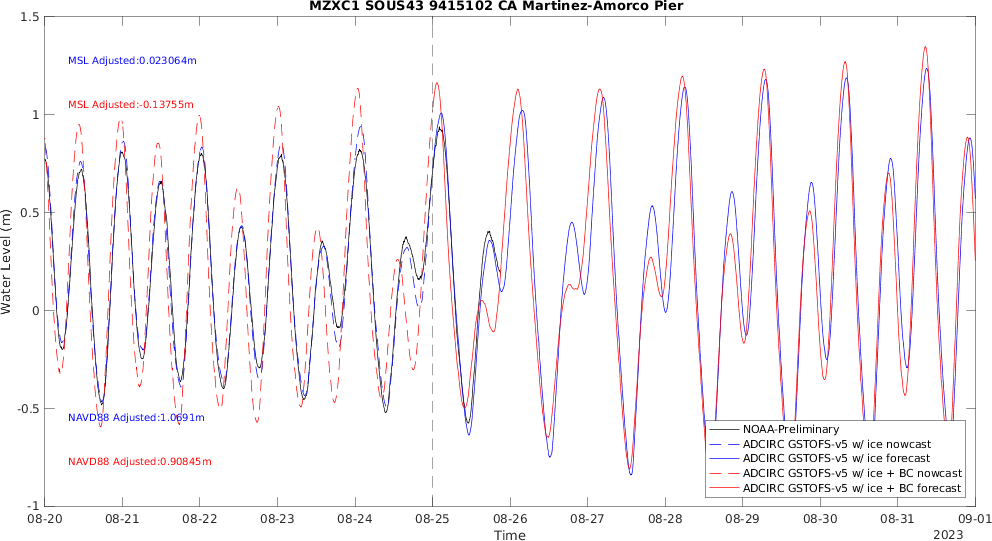 MZXC1 SOUS43 9415102 CA Martinez-Amorco Pier
1.5
MSL Adjusted:0.023064m
MSL Adjusted:-0.13755m
1
0.5
Water Level (m)
0
-0.5
NAVD88 Adjusted:1.0691m
NAVD88 Adjusted:0.90845m
NOAA-Preliminary
ADCIRC GSTOFS-v5 w/ ice nowcast
ADCIRC GSTOFS-v5 w/ ice forecast
ADCIRC GSTOFS-v5 w/ ice + BC nowcast
ADCIRC GSTOFS-v5 w/ ice + BC forecast
-1
08-20 08-21 08-22 08-23 08-24 08-25 08-26 08-27 08-28 08-29 08-30 08-31 09-01
Time
2023